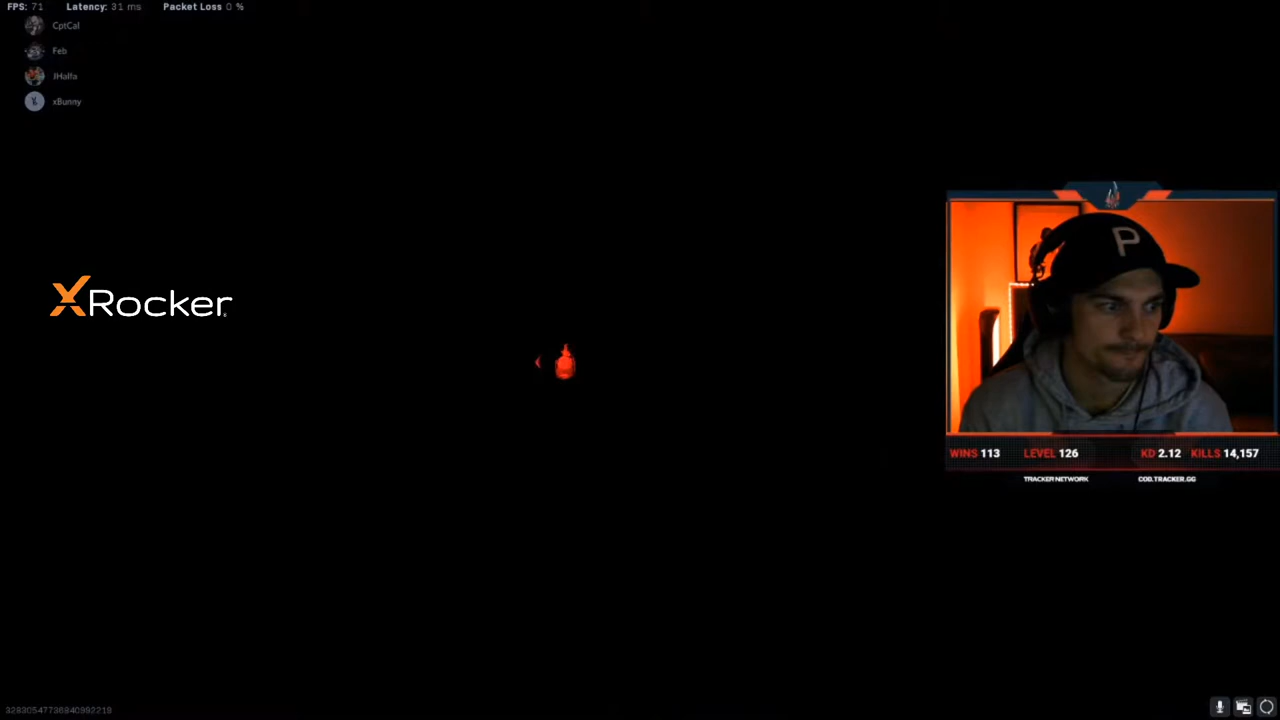 FPS: 71 Latency: 31 ms Packet Loss 0 %
CptCal
Feb
JHalfa
xBunny
XRocker
P
WINS 113 LEVEL 126 KD 2.12 KILLS 14,157
TRACKER NETWORK COD.TRACKER.GG